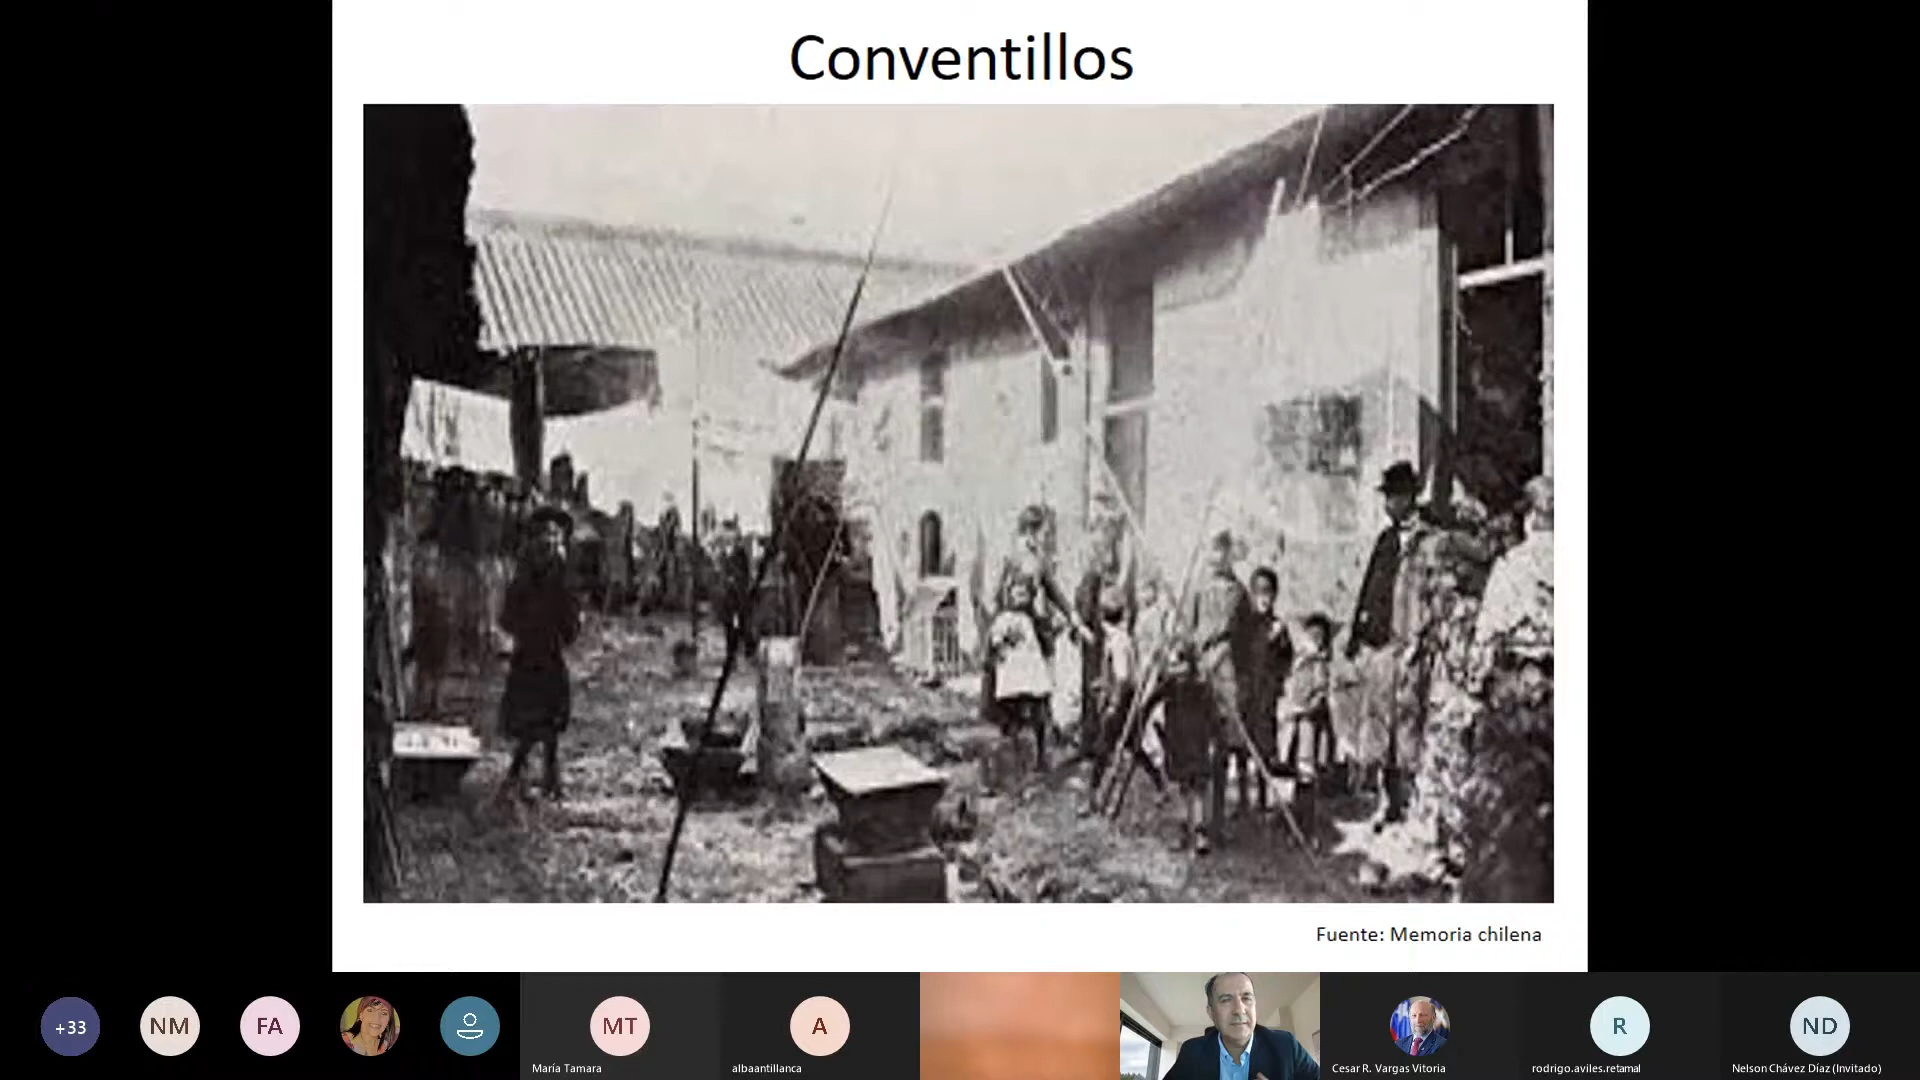 Conventillos
Fuente: Memoria chilena
+33
NM
FA
MT
A
R
ND
María Tamara
albaantillanca
Cesar R. Vargas Vitoria
rodrigo.aviles.retamal
Nelson Chávez Díaz (Invitado)